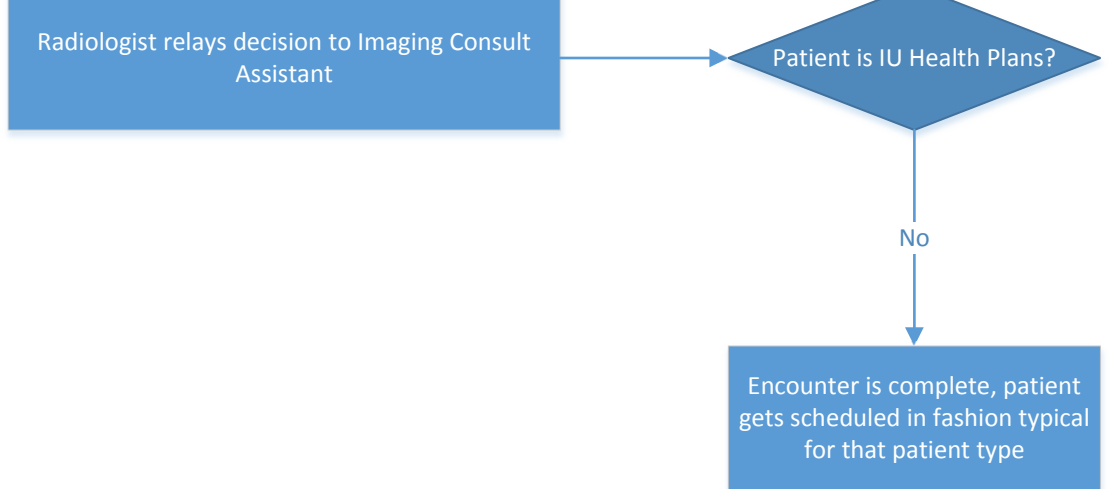 Radiologist relays decision to Imaging Consult
Assistant
Patient is IU Health Plans?
No
Encounter is complete, patient
gets scheduled in fashion typical
for that patient type